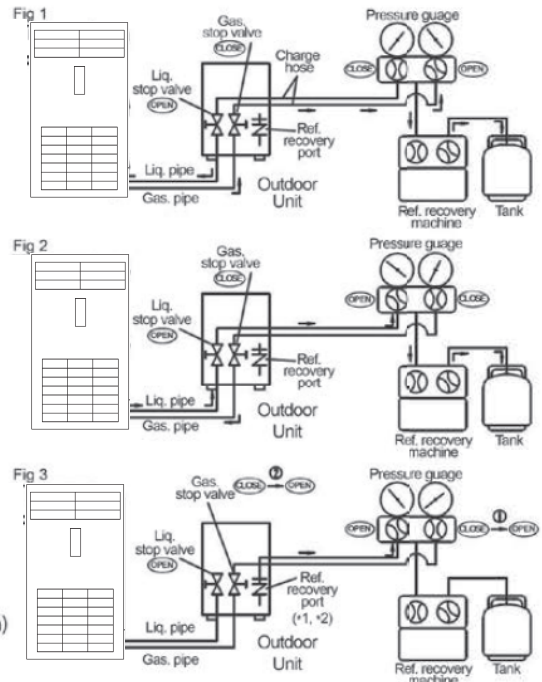 Fig 1
Pressure guage
Gas.
stop valve
CLOSE
Liq.
stop valve
OPEN
Charge
hose
CLOSE
OPEN
Ref.
recovery
port
Liq. pipe
Gas. pipe
Outdoor
Unit
Ref. recovery
machine
Tank
Fig 2
Pressure guage
Gas.
stop valve
CLOSE
Liq.
stop valve
OPEN
OPEN
CLOSE
Ref.
recovery
port
Liq. pipe
Gas. pipe
Outdoor
Unit
Ref. recovery
machine
Tank
Fig 3
Pressure guage
Gas.
stop valve
CLOSE
②
OPEN
Liq.
stop valve
OPEN
OPEN
CLOSE
OPEN
Ref.
recovery
port
(*1, *2)
Liq. pipe
Gas. pipe
Outdoor
Unit
Ref. recovery
machine
Tank